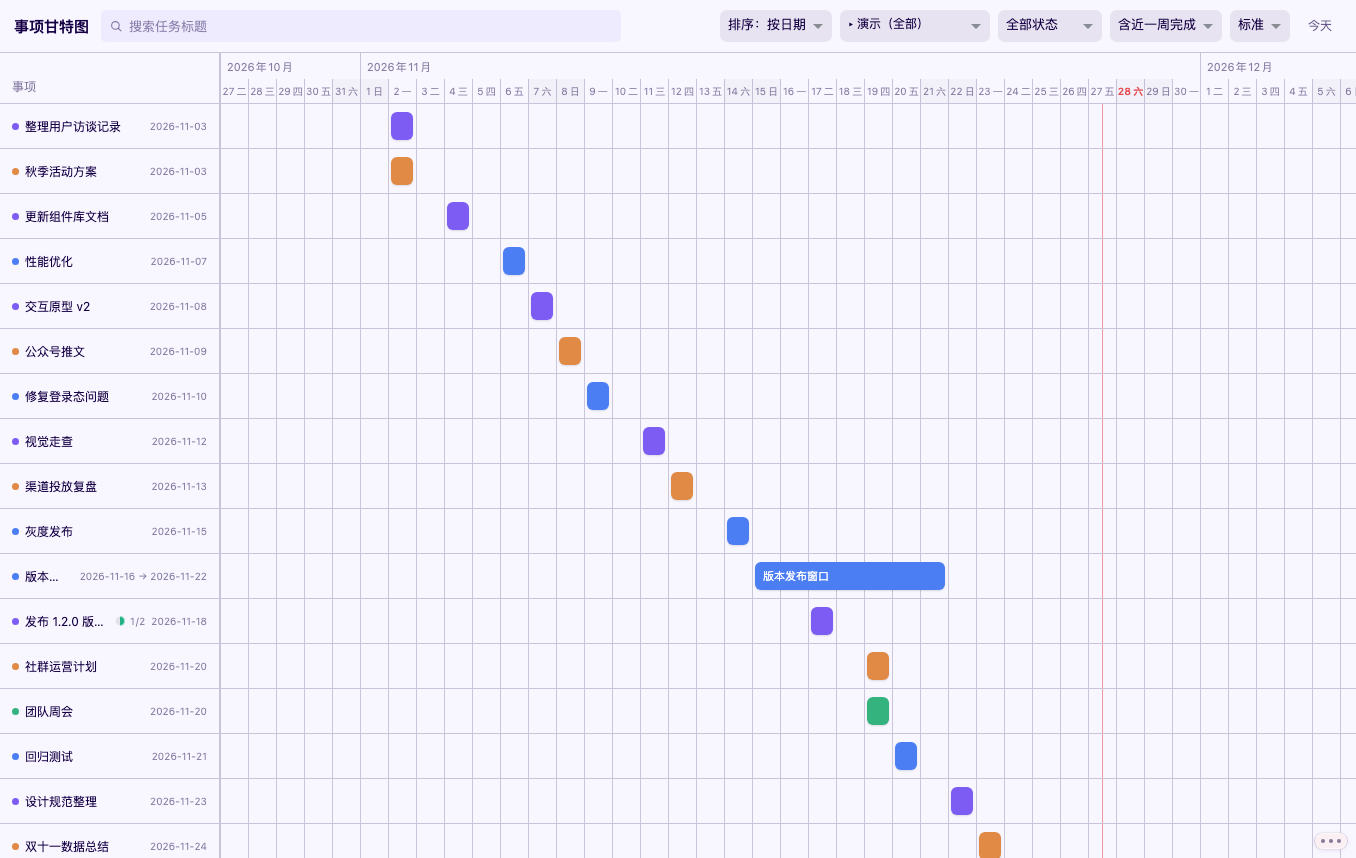 事项甘特图 搜索任务标题 排序：按日期 ▸ 演示（全部） 全部状态 含近一周完成 标准 今天
事项 2026年10月 2026年11月 2026年12月
27 二 28 三 29 四 30 五 31 六 1 日 2 一 3 二 4 三 5 四 6 五 7 六 8 日 9 一 10 二 11 三 12 四 13 五 14 六 15 日 16 一 17 二 18 三 19 四 20 五 21 六 22 日 23 一 24 二 25 三 26 四 27 五 28 六 29 日 30 一 1 二 2 三 3 四 4 五 5 六 6
整理用户访谈记录 2026-11-03
秋季活动方案 2026-11-03
更新组件库文档 2026-11-05
性能优化 2026-11-07
交互原型 v2 2026-11-08
公众号推文 2026-11-09
修复登录态问题 2026-11-10
视觉走查 2026-11-12
渠道投放复盘 2026-11-13
灰度发布 2026-11-15
版本... 2026-11-16 → 2026-11-22 版本发布窗口
发布 1.2.0 版... 1/2 2026-11-18
社群运营计划 2026-11-20
团队周会 2026-11-20
回归测试 2026-11-21
设计规范整理 2026-11-23
双十一数据总结 2026-11-24